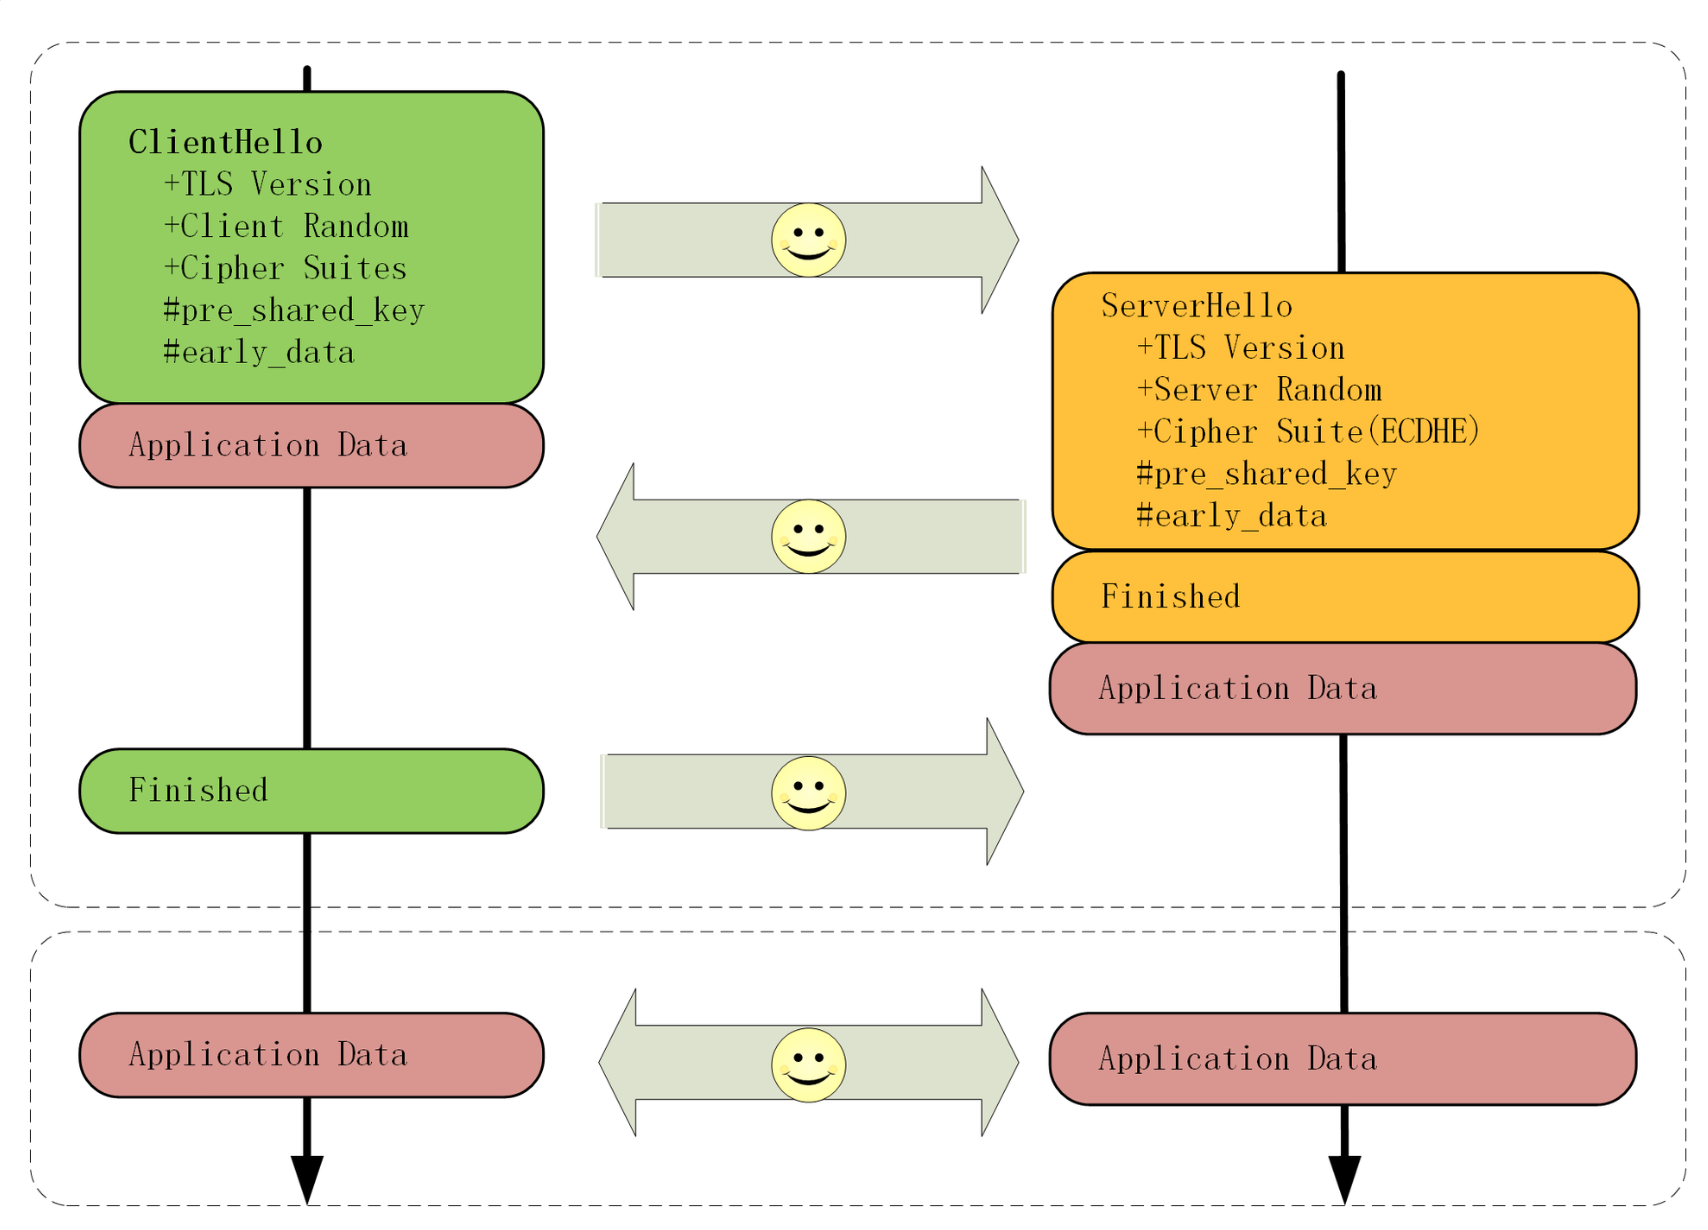 ClientHello
+TLS Version
+Client Random
+Cipher Suites
#pre_shared_key
#early_data
Application Data
ServerHello
+TLS Version
+Server Random
+Cipher Suite(ECDHE)
#pre_shared_key
#early_data
Finished
Application Data
Finished
Application Data
Application Data